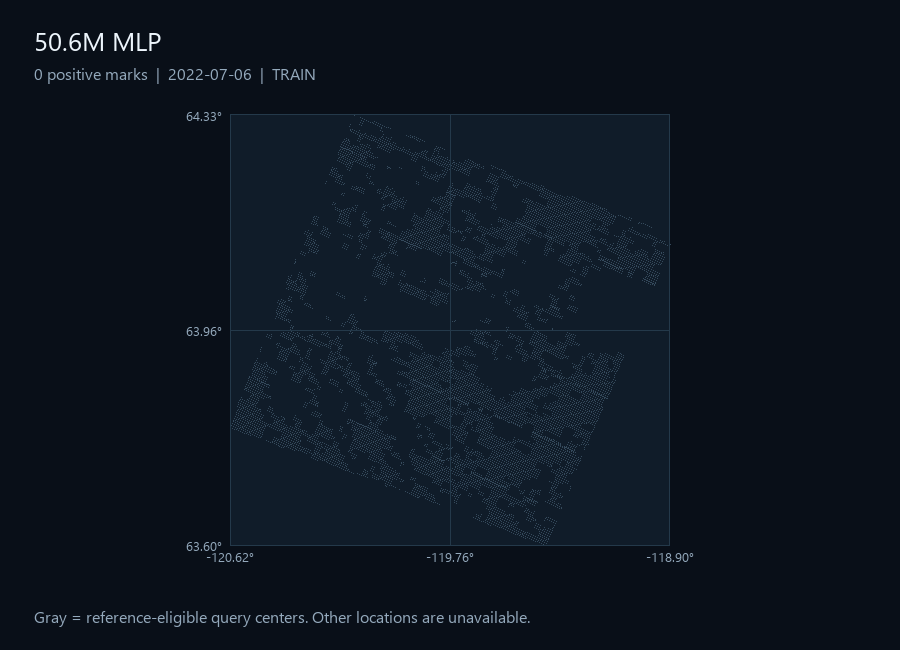 50.6M MLP
0 positive marks | 2022-07-06 | TRAIN
64.33°
63.96°
63.60°
-120.62° -119.76° -118.90°
Gray = reference-eligible query centers. Other locations are unavailable.